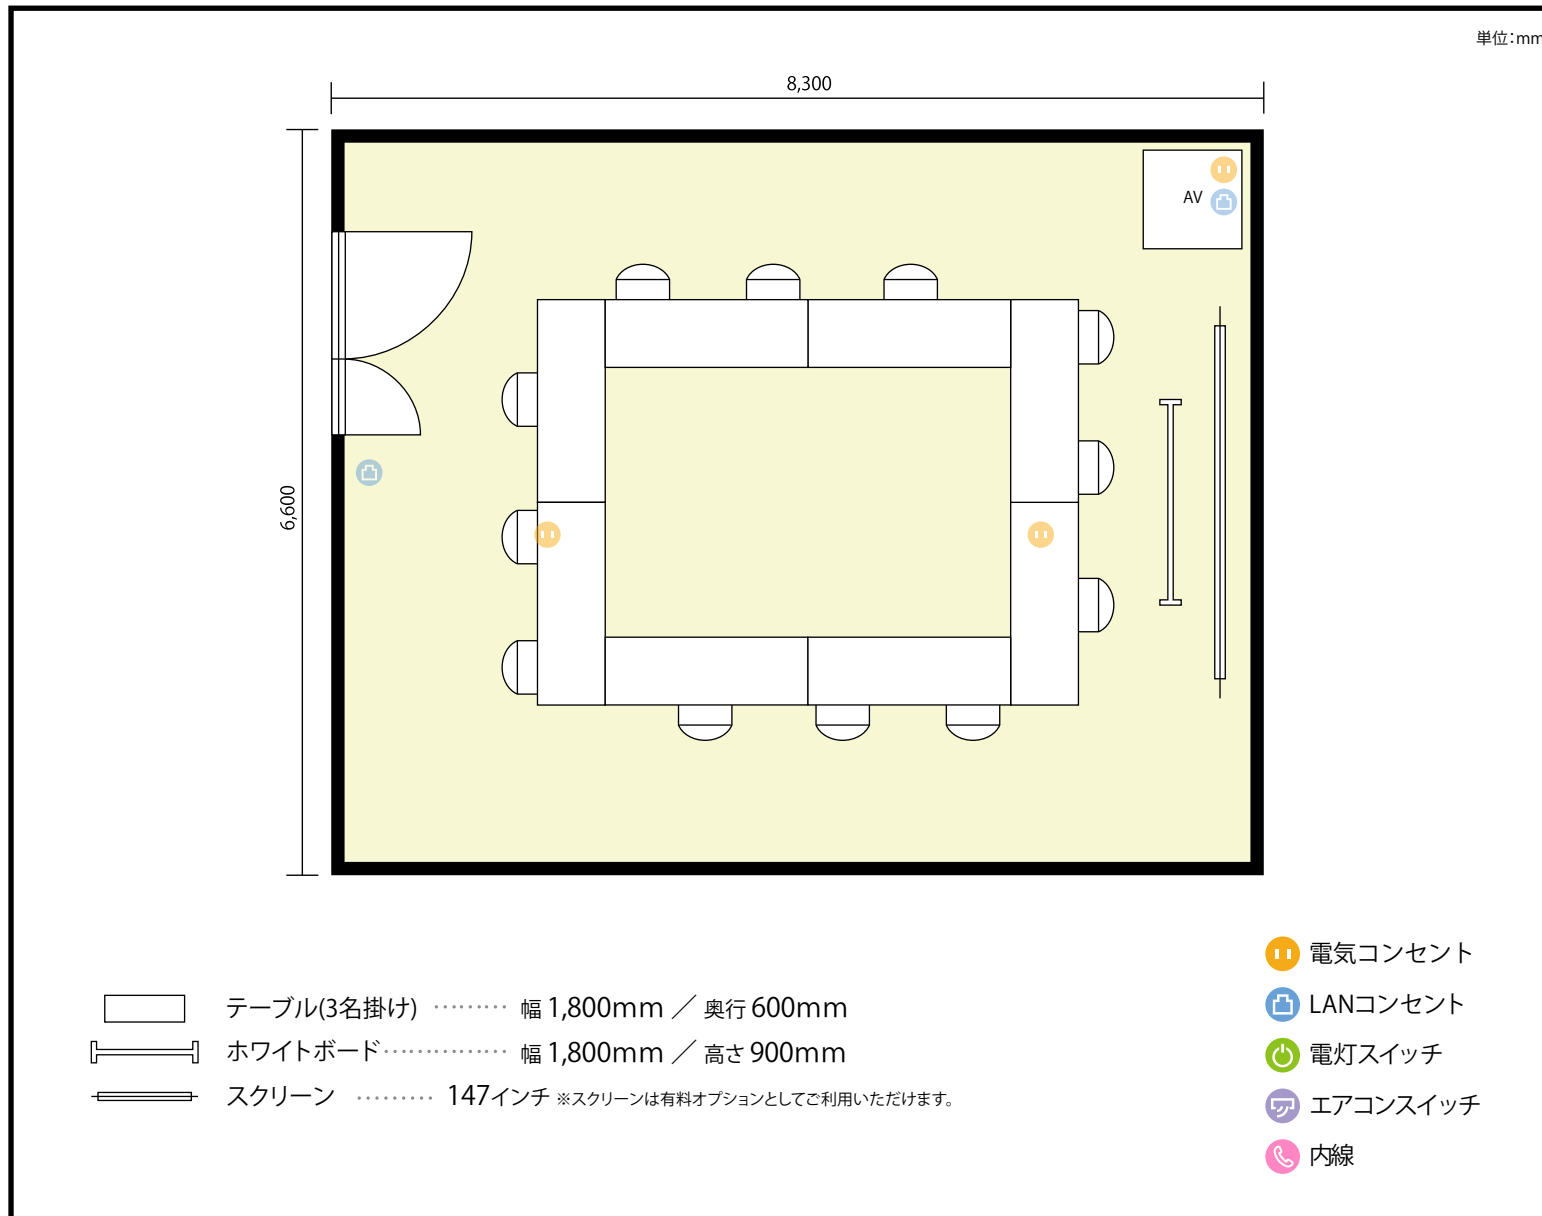 単位：mm
8,300
AV
6,600
テーブル(3名掛け) ········· 幅 1,800mm ／ 奥行 600mm
ホワイトボード··············· 幅 1,800mm ／ 高さ 900mm
スクリーン ········· 147インチ ※スクリーンは有料オプションとしてご利用いただけます。
電気コンセント
LANコンセント
電灯スイッチ
エアコンスイッチ
内線